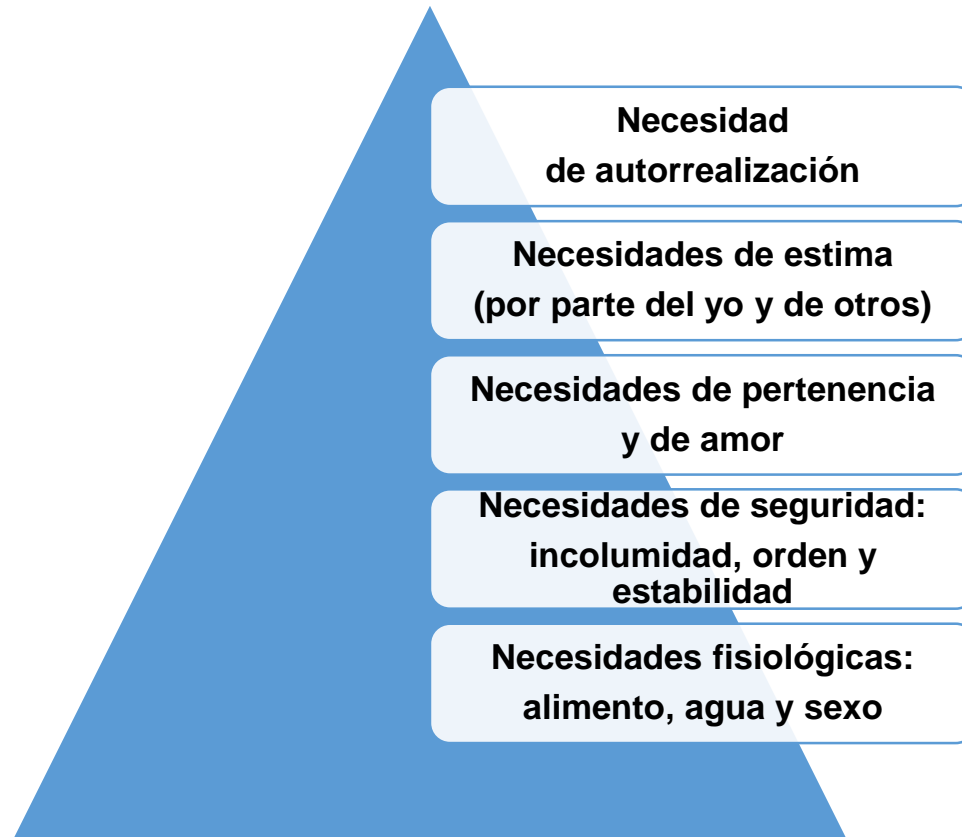 Necesidad
de autorrealización
Necesidades de estima
(por parte del yo y de otros)
Necesidades de pertenencia
y de amor
Necesidades de seguridad:
incolumidad, orden y
estabilidad
Necesidades fisiológicas:
alimento, agua y sexo